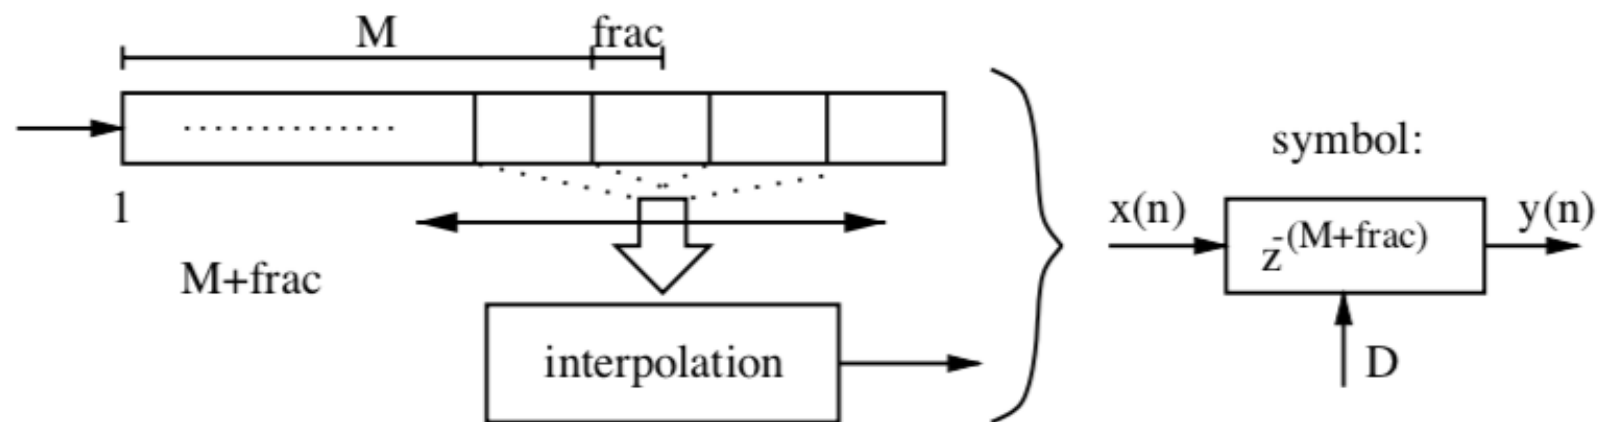 M frac
1
M+frac
interpolation
symbol:
x(n) y(n)
z-(M+frac)
D